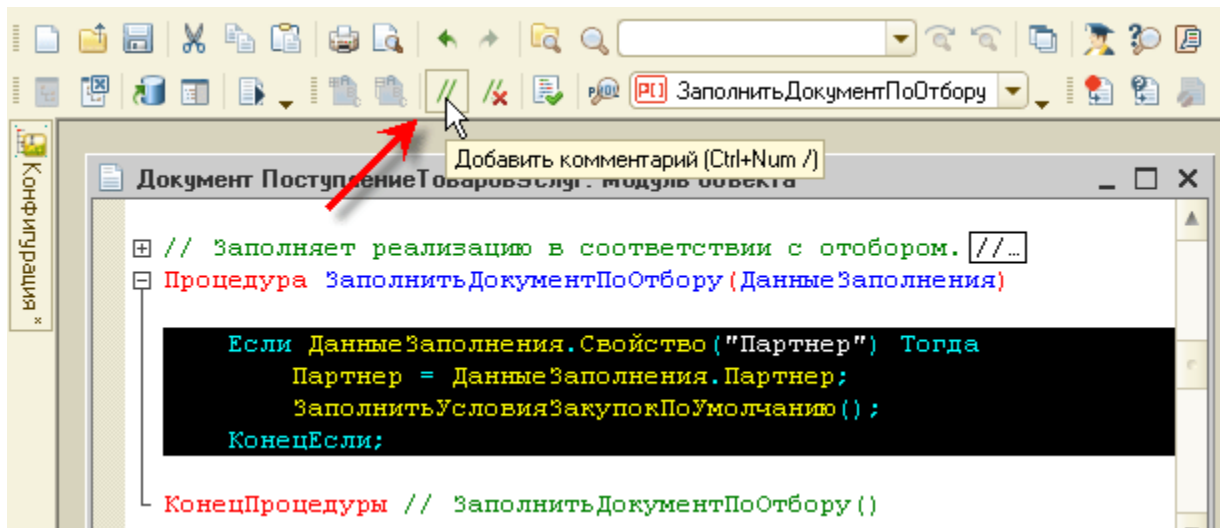 ЗаполнитьДокументПоОтбору
Добавить комментарий (Ctrl+Num /)
Конфигурация
Документ ПоступлениеТоваровУслуг: Модуль объекта
// Заполняет реализацию в соответствии с отобором. //…
Процедура ЗаполнитьДокументПоОтбору(ДанныеЗаполнения)
Если ДанныеЗаполнения.Свойство("Партнер") Тогда
Партнер = ДанныеЗаполнения.Партнер;
ЗаполнитьУсловияЗакупокПоУмолчанию();
КонецЕсли;
КонецПроцедуры // ЗаполнитьДокументПоОтбору()